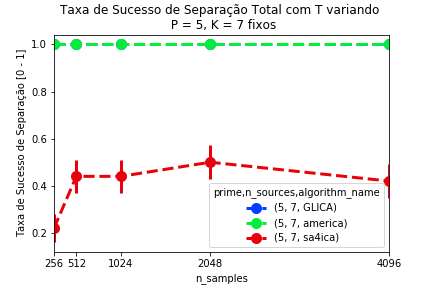 Taxa de Sucesso de Separação Total com T variando
P = 5, K = 7 fixos
Taxa de Sucesso de Separação [0 - 1]
1.0
0.8
0.6
0.4
0.2
prime,n_sources,algorithm_name
(5, 7, GLICA)
(5, 7, america)
(5, 7, sa4ica)
256 512 1024 2048 4096
n_samples